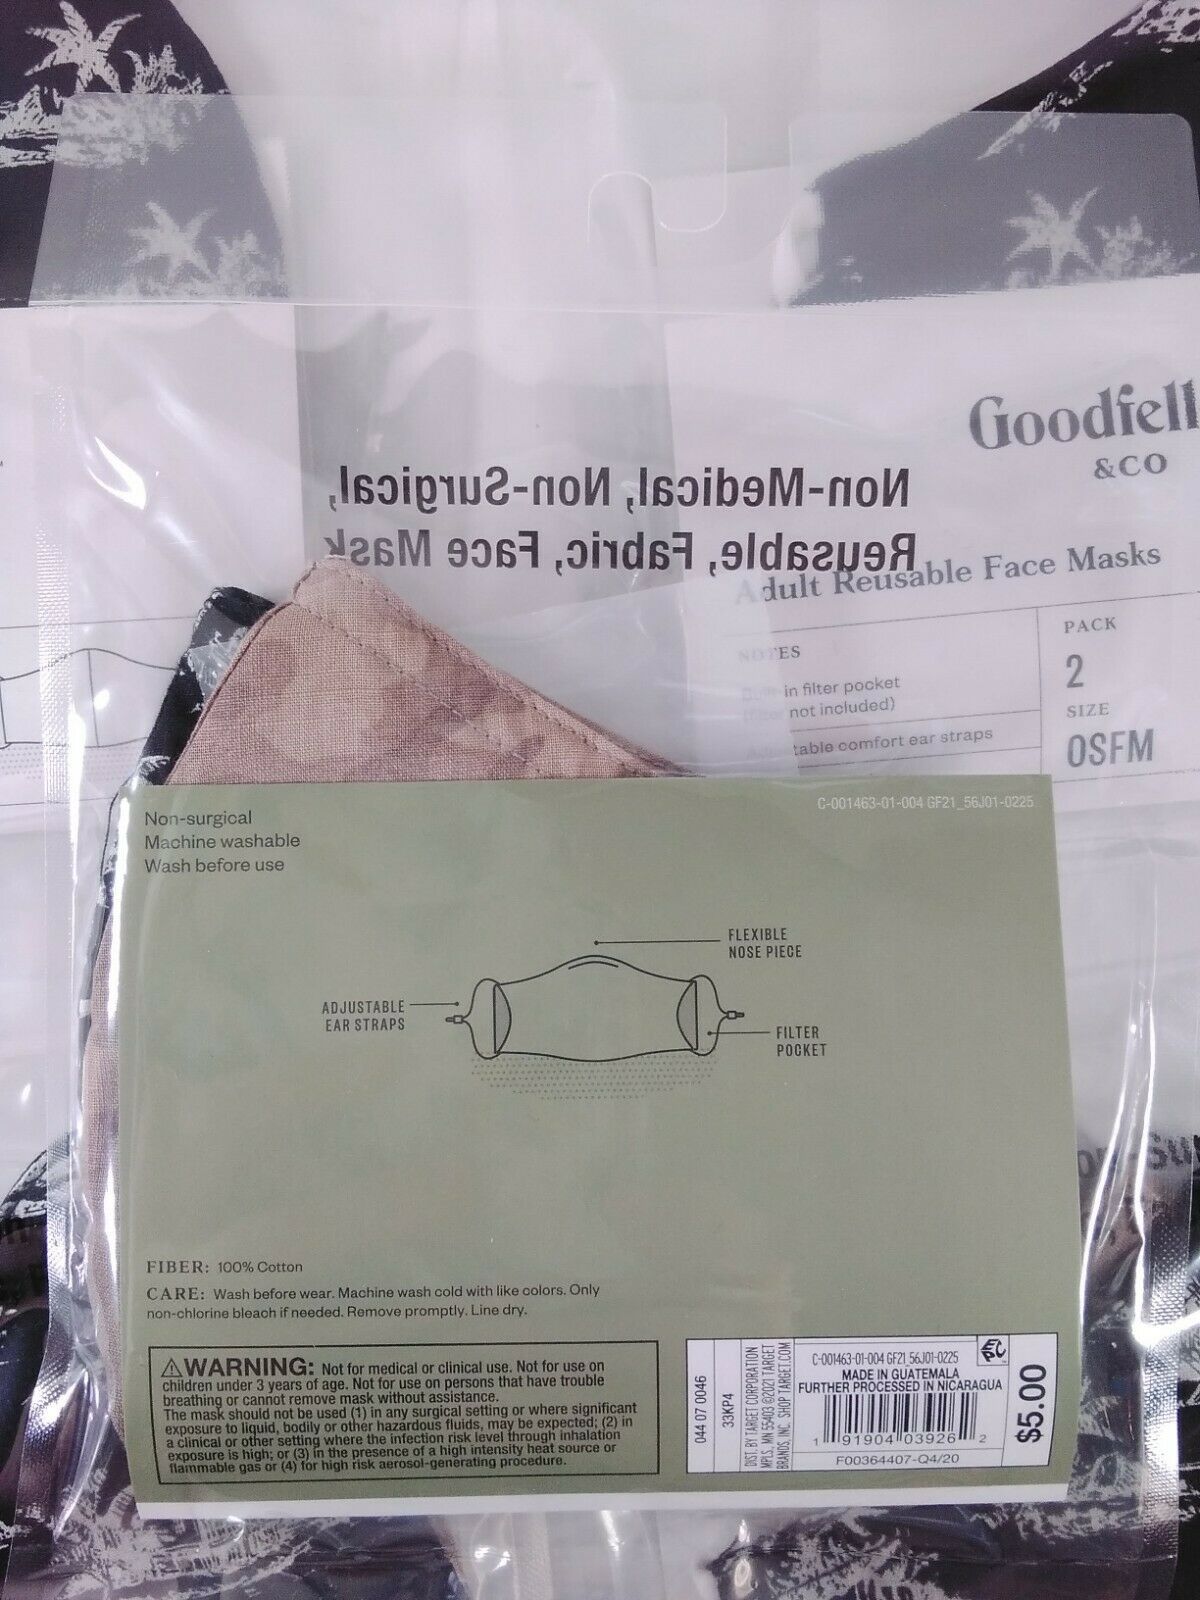 Goodfell
&CO
Non-Medical, Non-Surgical,
Reusable, Fabric, Face Mask
Adult Reusable Face Masks
NOTES
in filter pocket
not included)
table comfort ear straps
PACK
2
SIZE
OSFM
C-001463-01-004 GF21_56J01-0225
Non-surgical
Machine washable
Wash before use
FLEXIBLE
NOSE PIECE
ADJUSTABLE
EAR STRAPS
FILTER
POCKET
FIBER: 100% Cotton
CARE: Wash before wear. Machine wash cold with like colors. Only
non-chlorine bleach if needed. Remove promptly. Line dry.
⚠WARNING: Not for medical or clinical use. Not for use on
children under 3 years of age. Not for use on persons that have trouble
breathing or cannot remove mask without assistance.
The mask should not be used (1) in any surgical setting or where significant
exposure to liquid, bodily or other hazardous fluids, may be expected; (2) in
a clinical or other setting where the infection risk level through inhalation
exposure is high; or (3) in the presence of a high intensity heat source or
flammable gas or (4) for high risk aerosol-generating procedure.
044 07 0046
33KP4
DIST. BY TARGET CORPORATION
MPLS., MN 55403 ©2021 TARGET
BRANDS, INC. SHOP TARGET.COM
C-001463-01-004 GF21_56J01-0225
MADE IN GUATEMALA
FURTHER PROCESSED IN NICARAGUA
1 91904 03926 2
F00364407-Q4/20
EPC
$5.00